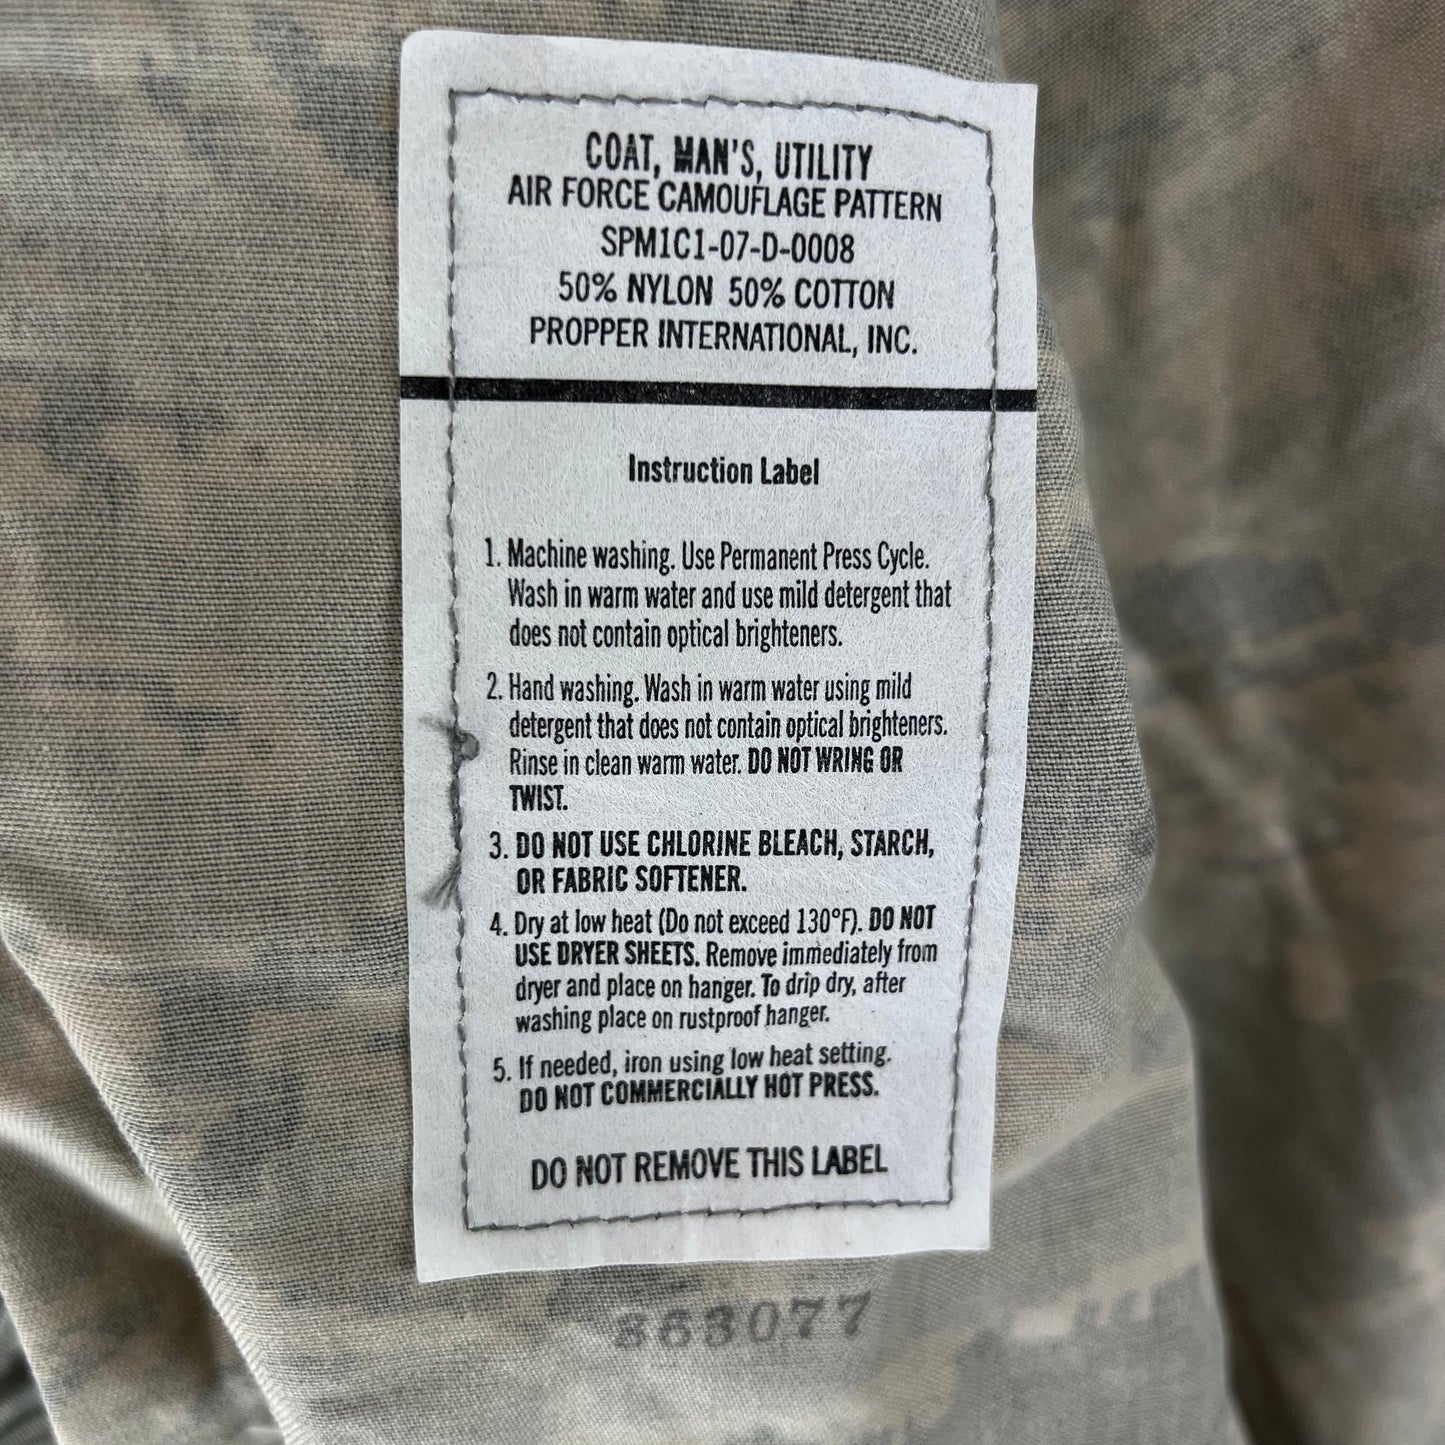 COAT, MAN'S, UTILITY
AIR FORCE CAMOUFLAGE PATTERN
SPM1C1-07-D-0008
50% NYLON 50% COTTON
PROPPER INTERNATIONAL, INC.
Instruction Label
1. Machine washing. Use Permanent Press Cycle.
Wash in warm water and use mild detergent that
does not contain optical brighteners.
2. Hand washing. Wash in warm water using mild
detergent that does not contain optical brighteners.
Rinse in clean warm water. DO NOT WRING OR
TWIST.
3. DO NOT USE CHLORINE BLEACH, STARCH,
OR FABRIC SOFTENER.
4. Dry at low heat (Do not exceed 130°F). DO NOT
USE DRYER SHEETS. Remove immediately from
dryer and place on hanger. To drip dry, after
washing place on rustproof hanger.
5. If needed, iron using low heat setting.
DO NOT COMMERCIALLY HOT PRESS.
DO NOT REMOVE THIS LABEL